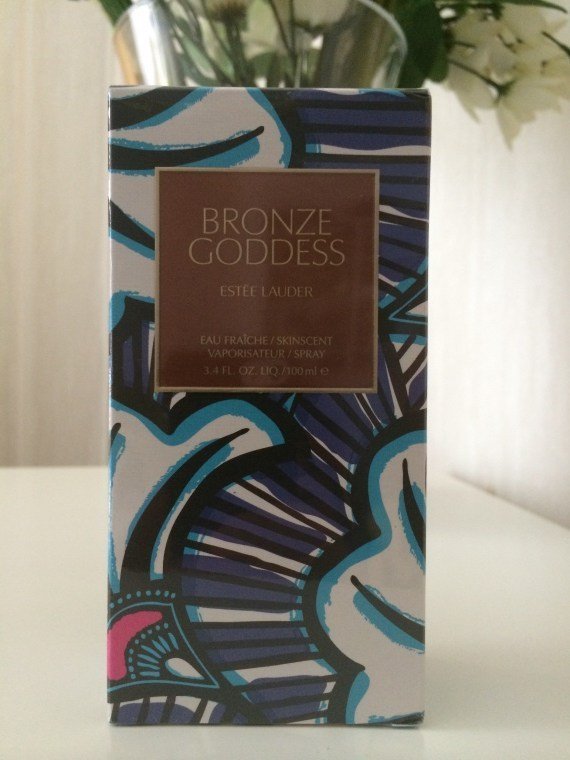 BRONZE
GODDESS
ESTĒE LAUDER
EAU FRAÎCHE / SKINSCENT
VAPORISATEUR / SPRAY
3.4 FL. OZ. LIQ./100 ml ℮